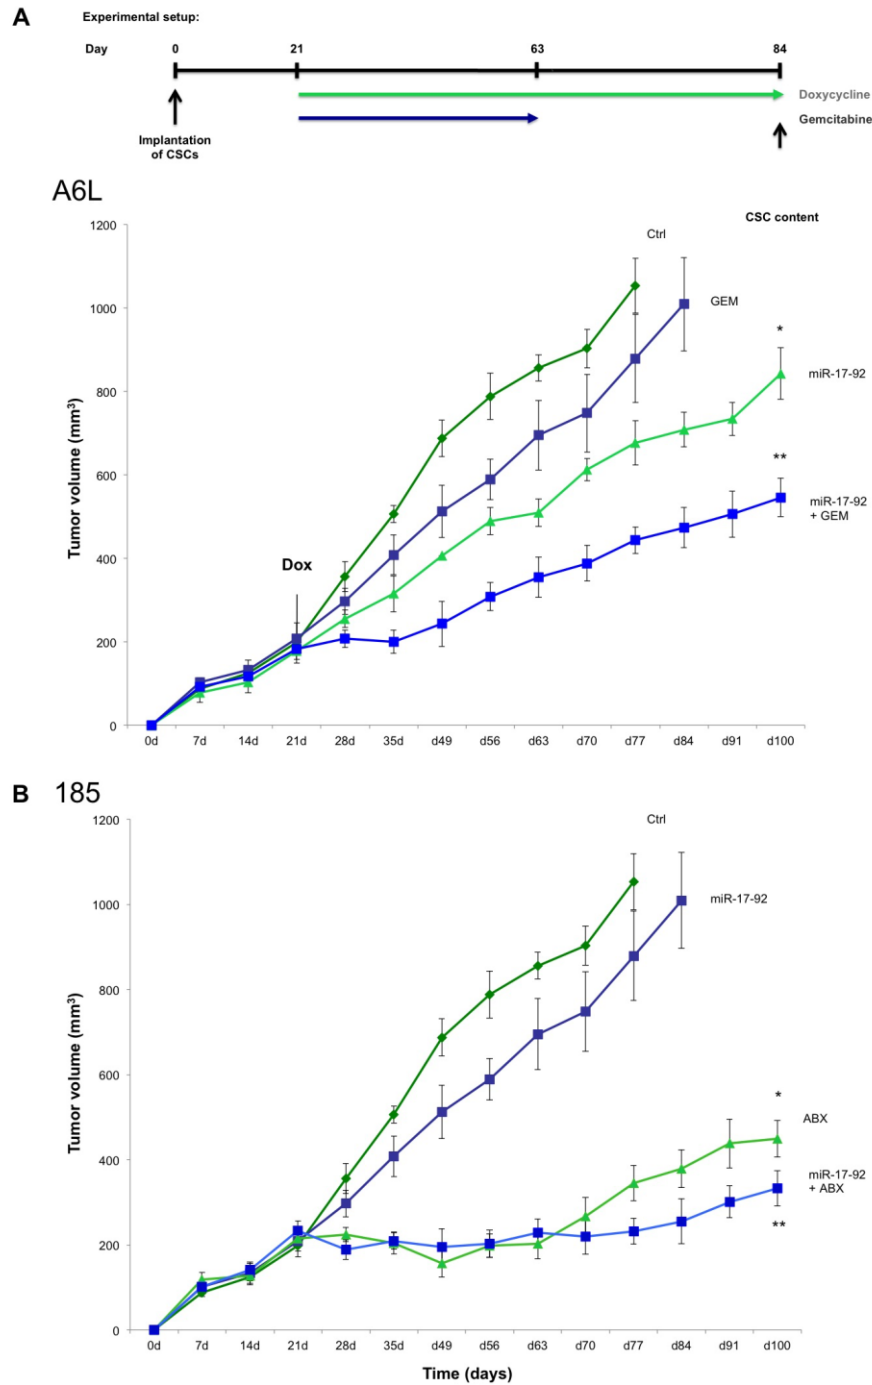 A
Experimental setup:
Day 0 21 63 84
Doxycycline
Gemcitabine
Implantation
of CSCs
A6L
CSC content
1200
1000
800
600
400
200
0
Tumor volume (mm³)
Ctrl
GEM
*
miR-17-92
**
miR-17-92
+ GEM
Dox
0d 7d 14d 21d 28d 35d d49 d56 d63 d70 d77 d84 d91 d100
B 185
1200
1000
800
600
400
200
0
Tumor volume (mm³)
Ctrl
miR-17-92
*
ABX
miR-17-92
+ ABX
**
0d 7d 14d 21d 28d 35d d49 d56 d63 d70 d77 d84 d91 d100
Time (days)